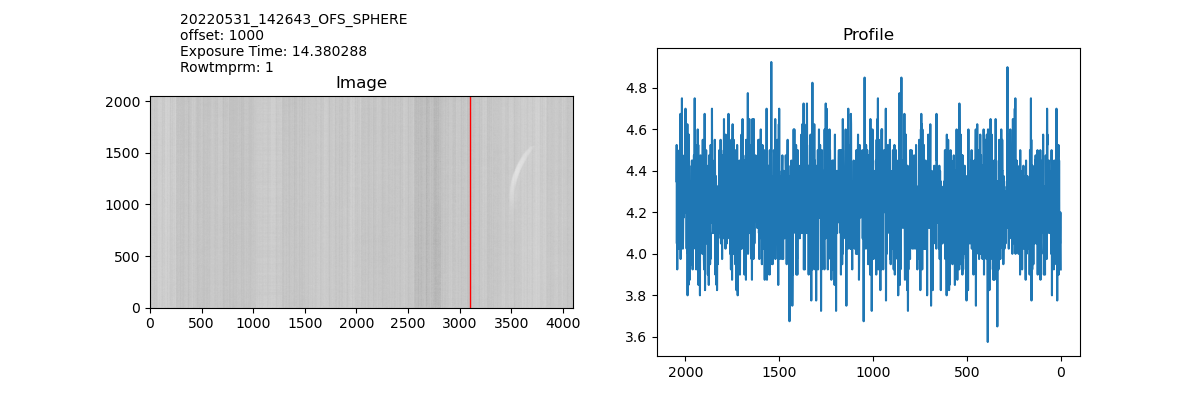 20220531_142643_OFS_SPHERE
offset: 1000
Exposure Time: 14.380288
Rowtmprm: 1
Image
2000
1500
1000
500
0
0 500 1000 1500 2000 2500 3000 3500 4000
Profile
4.8
4.6
4.4
4.2
4.0
3.8
3.6
2000 1500 1000 500 0